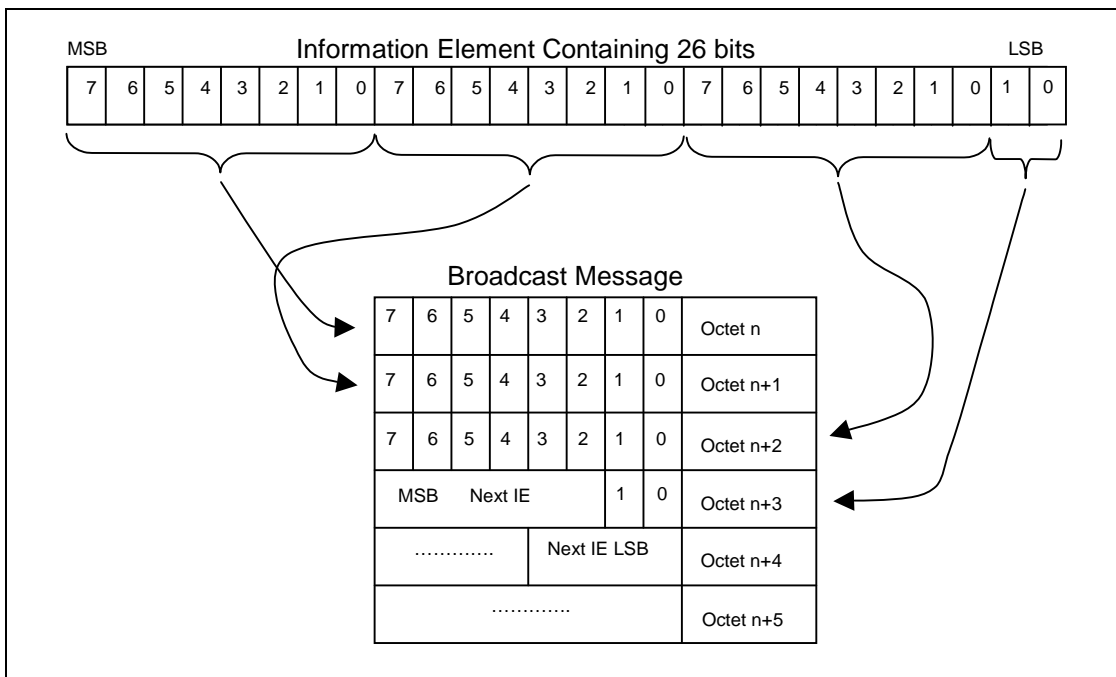 Information Element Containing 26 bits
MSB LSB
7 6 5 4 3 2 1 0 7 6 5 4 3 2 1 0 7 6 5 4 3 2 1 0 1 0
Broadcast Message
7 6 5 4 3 2 1 0 Octet n
7 6 5 4 3 2 1 0 Octet n+1
7 6 5 4 3 2 1 0 Octet n+2
MSB Next IE 1 0 Octet n+3
…………. Next IE LSB Octet n+4
…………. Octet n+5